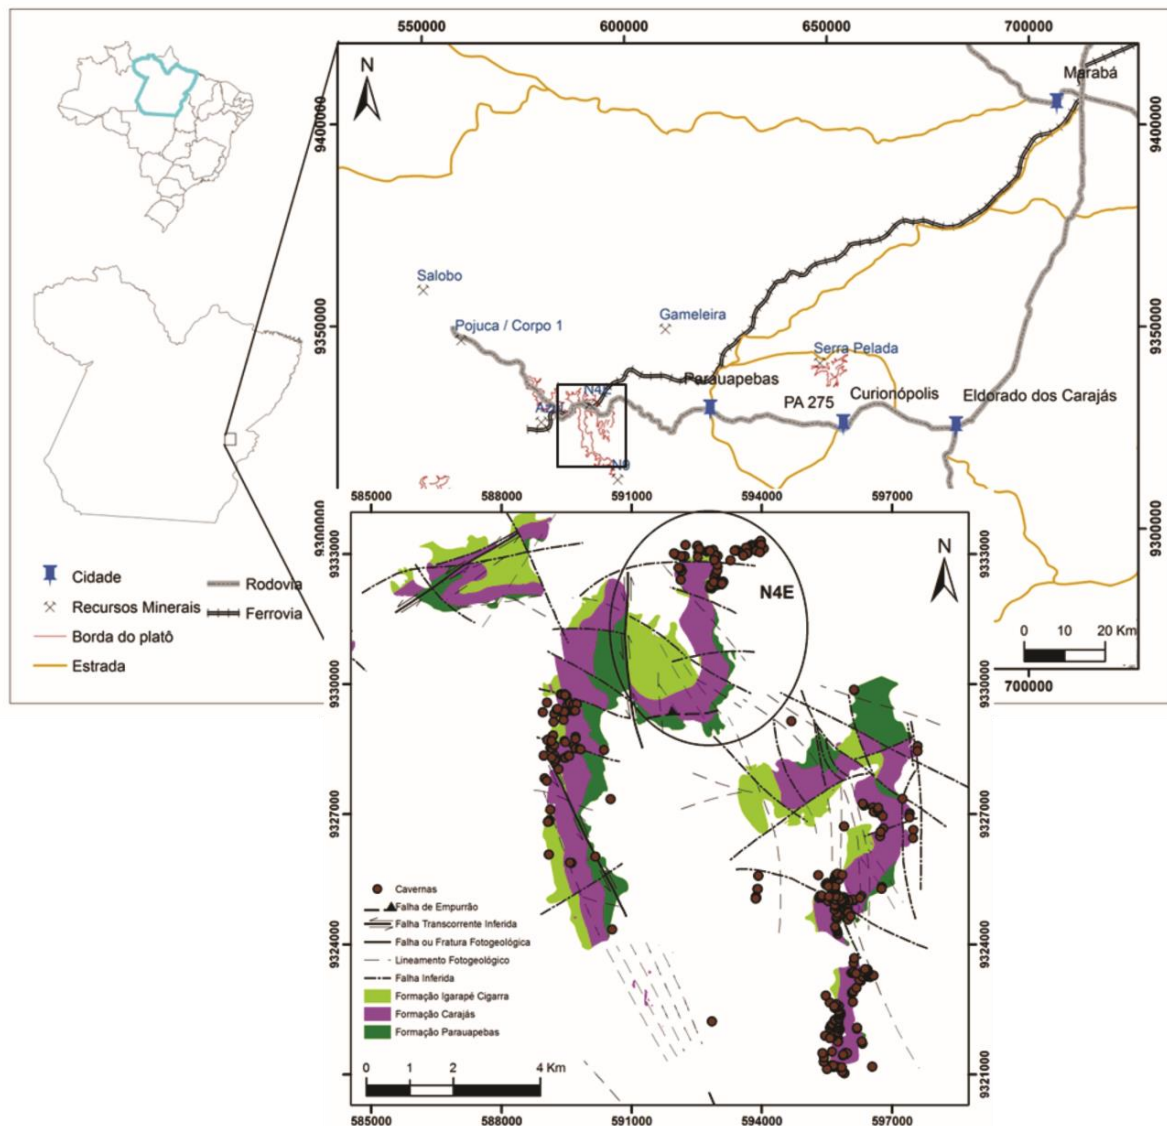 550000
600000
650000
700000
N
Marabá
9400000
9400000
Salobo
Gameleira
9350000
9350000
Pojuca / Corpo 1
Serra Pelada
Parauapebas
N4E
PA 275
Curionópolis
Eldorado dos Carajás
N9
9300000
9300000
Cidade
Rodovia
Recursos Minerais
Ferrovia
Borda do platô
Estrada
0 10 20 Km
700000
585000
588000
591000
594000
597000
9333000
9333000
N
N4E
9330000
9330000
9327000
9327000
9324000
9324000
9321000
9321000
Cavernas
Falha de Empurrão
Falha Transcorrente Inferida
Falha ou Fratura Fotogeológica
Lineamento Fotogeológico
Falha Inferida
Formação Igarapé Cigarra
Formação Carajás
Formação Parauapebas
0 1 2 4 Km
585000
588000
591000
594000
597000